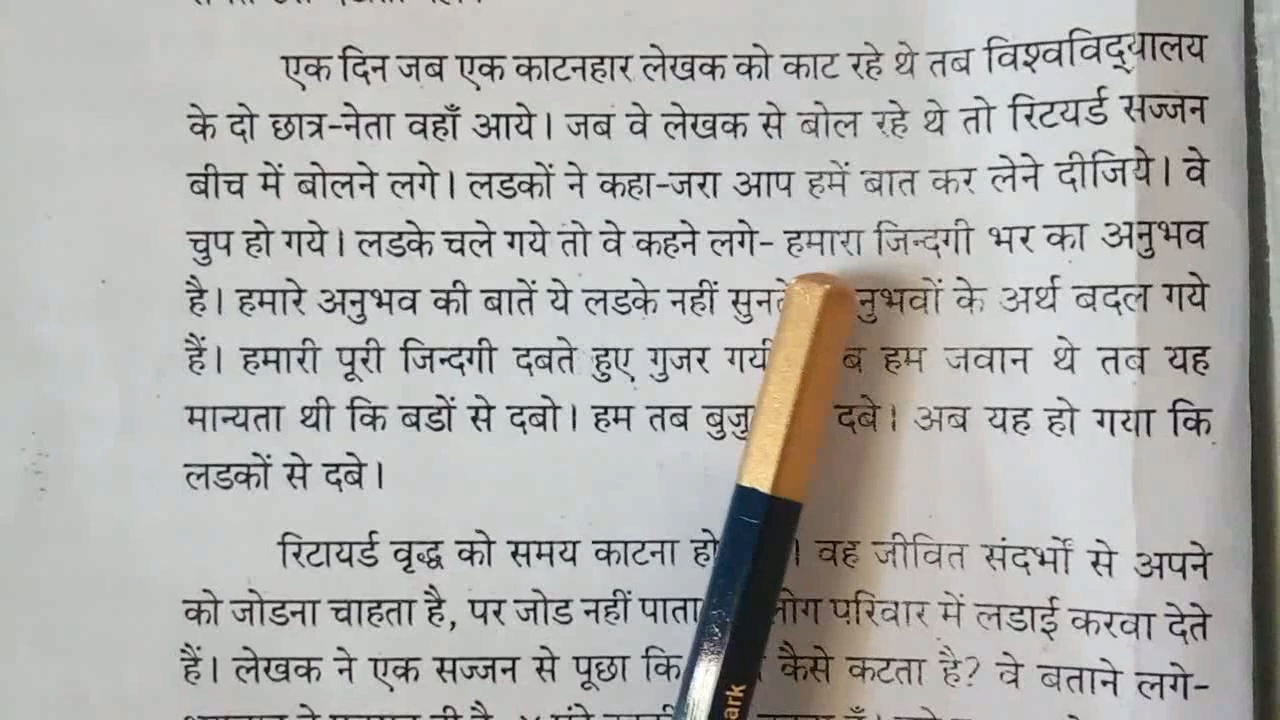 एक दिन जब एक काटनहार लेखक को काट रहे थे तब विश्वविद्यालय
के दो छात्र-नेता वहाँ आये। जब वे लेखक से बोल रहे थे तो रिटयर्ड सज्जन
बीच में बोलने लगे। लडकों ने कहा-जरा आप हमें बात कर लेने दीजिये। वे
चुप हो गये। लडके चले गये तो वे कहने लगे- हमारा जिन्दगी भर का अनुभव
है। हमारे अनुभव की बातें ये लडके नहीं के अर्थ बदल गये
हैं। हमारी पूरी जिन्दगी दबते हुए गुजर हम जवान थे तब यह
मान्यता थी कि बडों से दबो। हम तब दबे। अब यह हो गया कि
लडकों से दबे।
रिटायर्ड वृद्ध को समय काटना वह जीवित संदर्भों से अपने
को जोडना चाहता है, पर जोड नहीं पाता परिवार में लडाई करवा देते
हैं। लेखक ने एक सज्जन से पूछा कि कैसे कटता है? वे बताने लगे-
ark